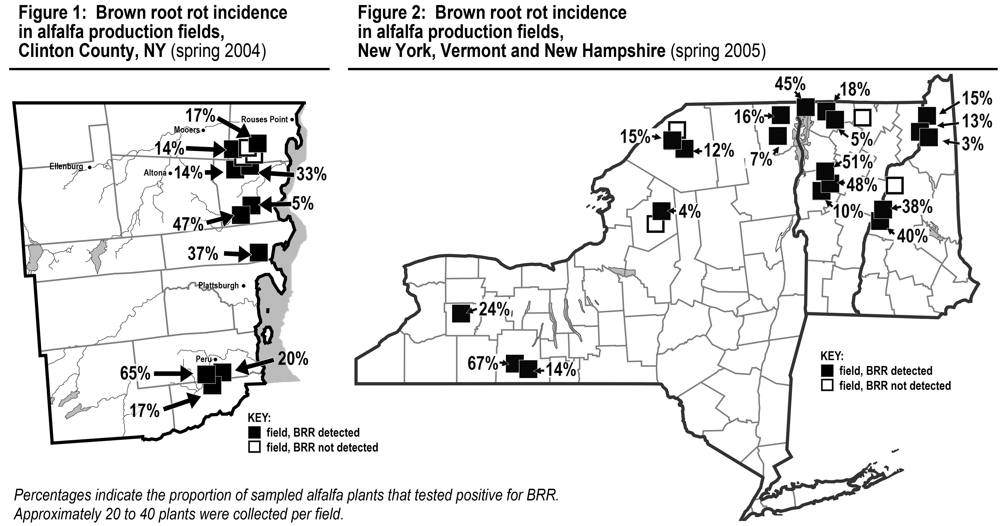 Figure 1: Brown root rot incidence
in alfalfa production fields,
Clinton County, NY (spring 2004)
17%
Rouses Point
Mooers
14%
Ellenburg
Altona
14%
33%
5%
47%
37%
Plattsburgh
Peru
20%
65%
17%
KEY:
field, BRR detected
field, BRR not detected
Figure 2: Brown root rot incidence
in alfalfa production fields,
New York, Vermont and New Hampshire (spring 2005)
45%
18%
15%
16%
13%
15%
5%
3%
12%
7%
51%
48%
4%
10%
38%
40%
24%
67%
14%
KEY:
field, BRR detected
field, BRR not detected
Percentages indicate the proportion of sampled alfalfa plants that tested positive for BRR.
Approximately 20 to 40 plants were collected per field.